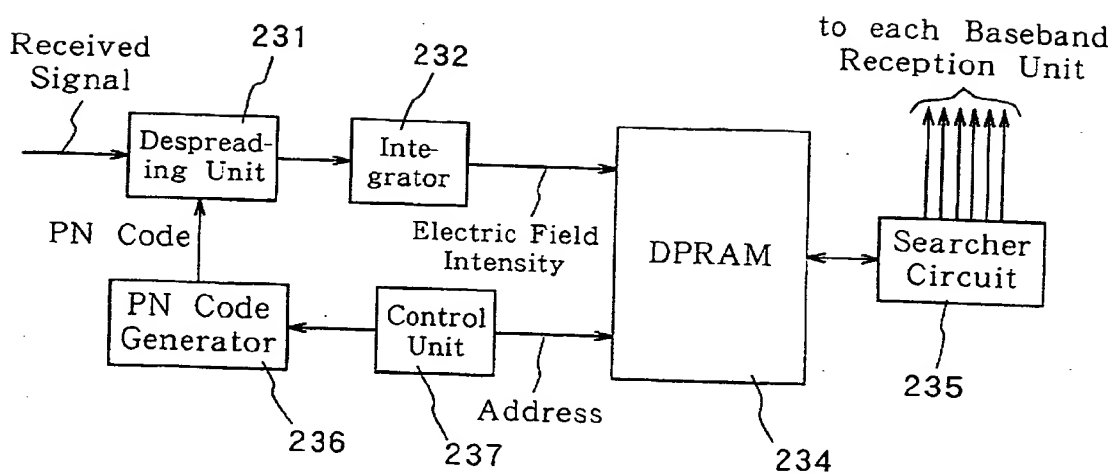 231
232
to each Baseband
Reception Unit
Received
Signal
Despread-
ing Unit
Inte-
grator
DPRAM
Searcher
Circuit
PN Code
Electric Field
Intensity
PN Code
Generator
Control
Unit
Address
235
236
237
234